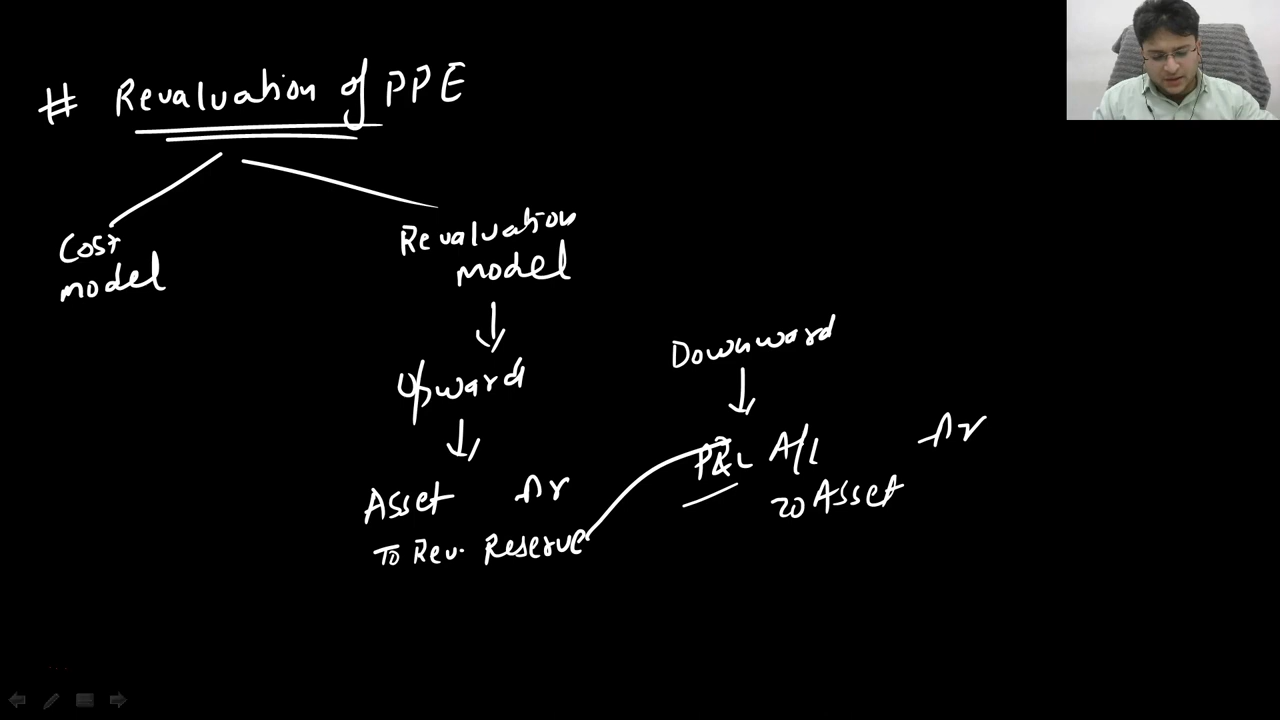 # Revaluation of PPE
Cost
model
Revaluation
model
Upward
Asset Dr
To Rev. Reserve
Downward
P&L A/c Dr
To Asset